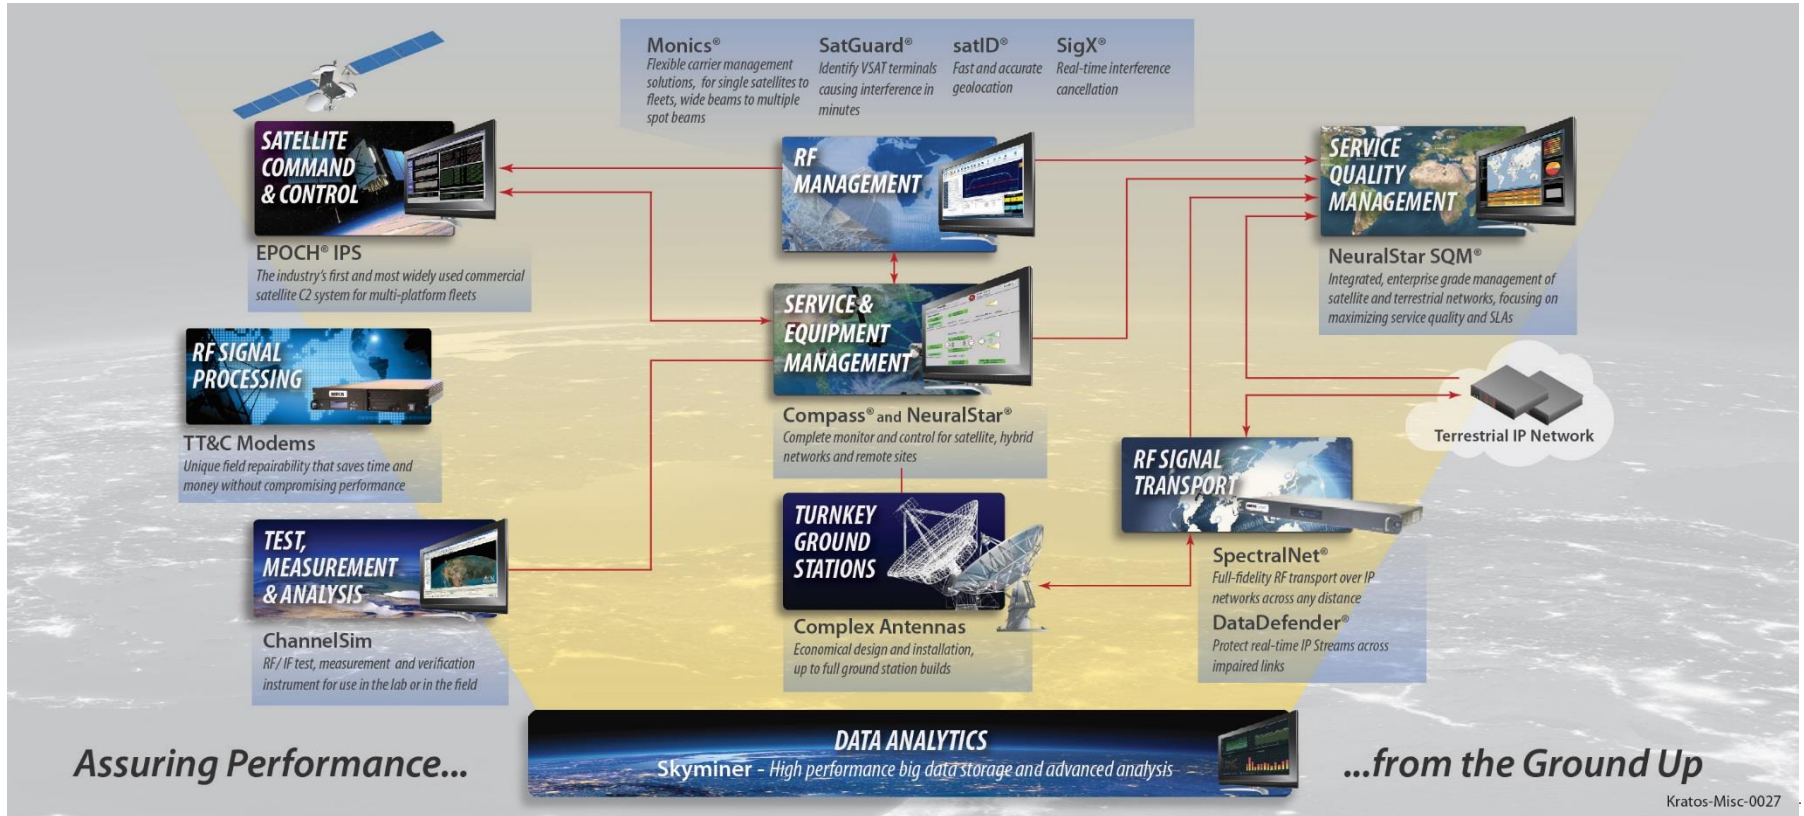 Monics®
Flexible carrier management
solutions, for single satellites to
fleets, wide beams to multiple
spot beams
SatGuard®
Identify VSAT terminals
causing interference in
minutes
satID®
Fast and accurate
geolocation
SigX®
Real-time interference
cancellation
SATELLITE
COMMAND
& CONTROL
EPOCH® IPS
The industry's first and most widely used commercial
satellite C2 system for multi-platform fleets
RF
MANAGEMENT
SERVICE
QUALITY
MANAGEMENT
NeuralStar SQM®
Integrated, enterprise grade management of
satellite and terrestrial networks, focusing on
maximizing service quality and SLAs
SERVICE &
EQUIPMENT
MANAGEMENT
Compass® and NeuralStar®
Complete monitor and control for satellite, hybrid
networks and remote sites
RF SIGNAL
PROCESSING
TT&C Modems
Unique field repairability that saves time and
money without compromising performance
Terrestrial IP Network
RF SIGNAL
TRANSPORT
SpectralNet®
Full-fidelity RF transport over IP
networks across any distance
DataDefender®
Protect real-time IP Streams across
impaired links
TEST,
MEASUREMENT
& ANALYSIS
ChannelSim
RF/ IF test, measurement and verification
instrument for use in the lab or in the field
TURNKEY
GROUND
STATIONS
Complex Antennas
Economical design and installation,
up to full ground station builds
DATA ANALYTICS
Skyminer - High performance big data storage and advanced analysis
Assuring Performance...
...from the Ground Up
Kratos-Misc-0027